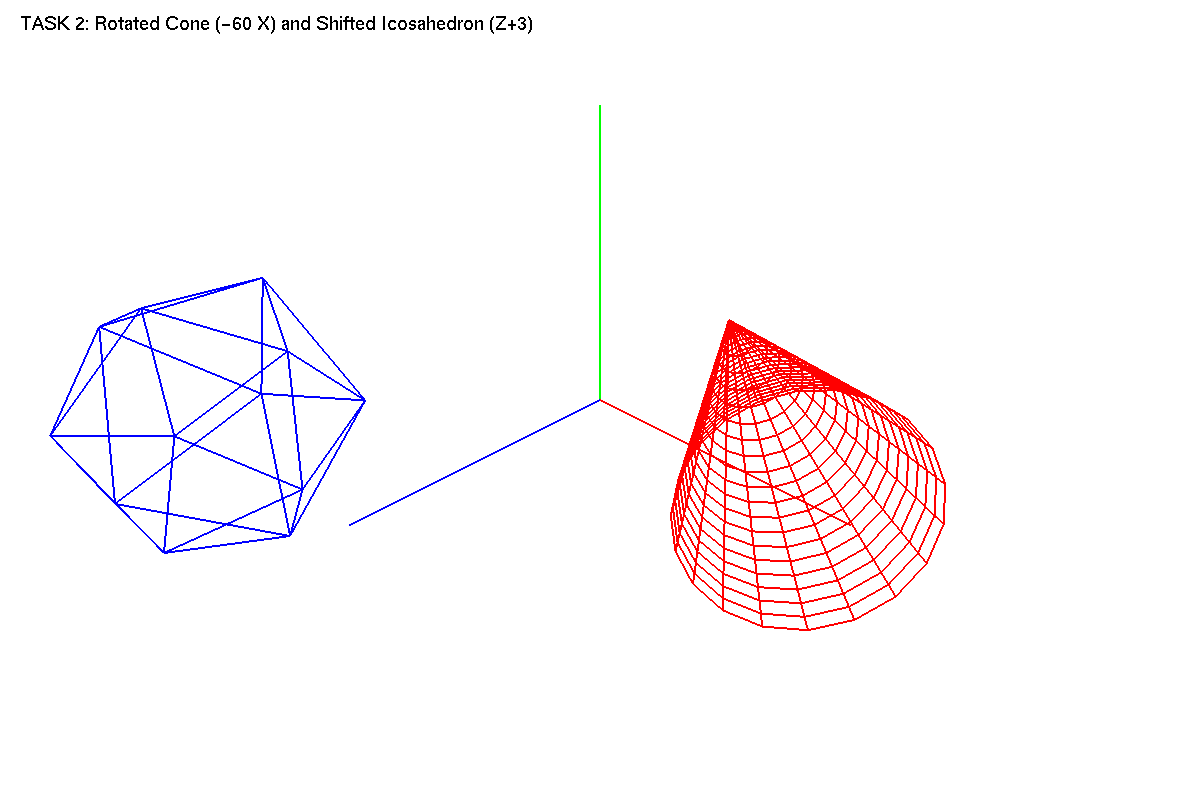 TASK 2: Rotated Cone (-60 X) and Shifted Icosahedron (Z+3)